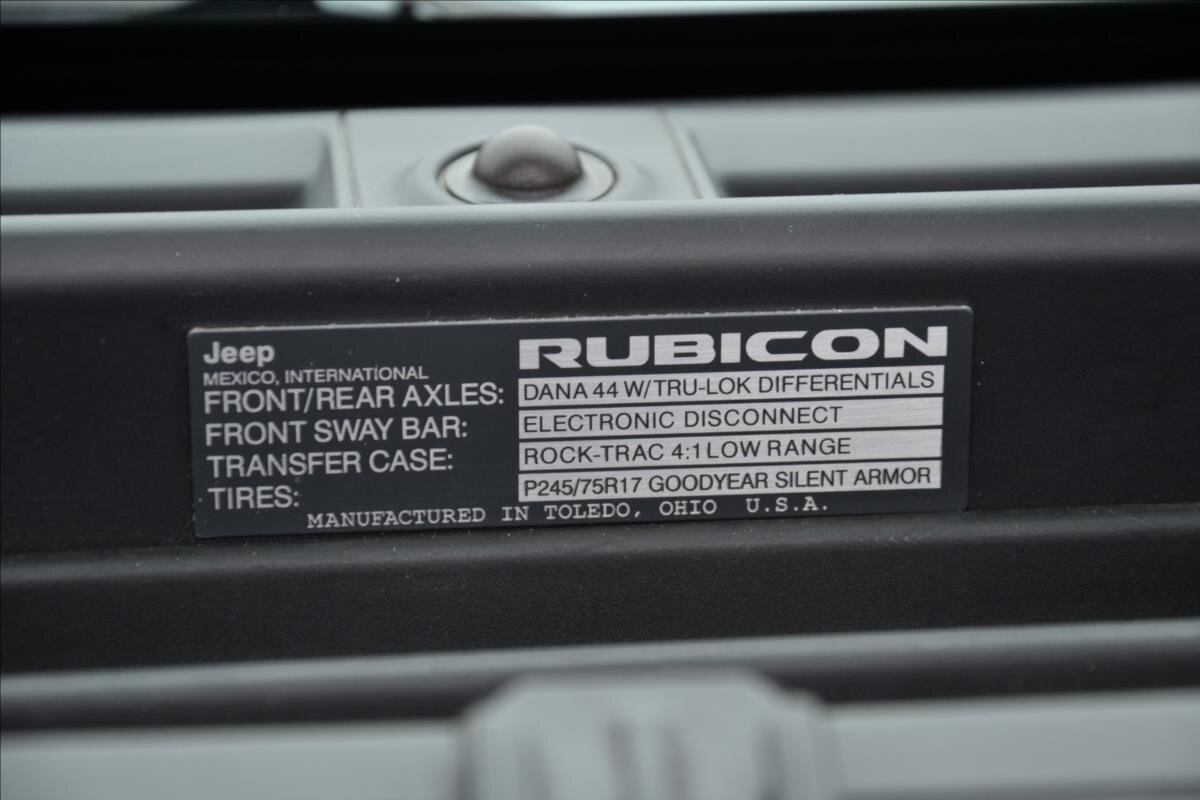 Jeep RUBICON
MEXICO, INTERNATIONAL
FRONT/REAR AXLES: DANA 44 W/TRU-LOK DIFFERENTIALS
FRONT SWAY BAR: ELECTRONIC DISCONNECT
TRANSFER CASE: ROCK-TRAC 4:1 LOW RANGE
TIRES: P245/75R17 GOODYEAR SILENT ARMOR
MANUFACTURED IN TOLEDO, OHIO U.S.A.